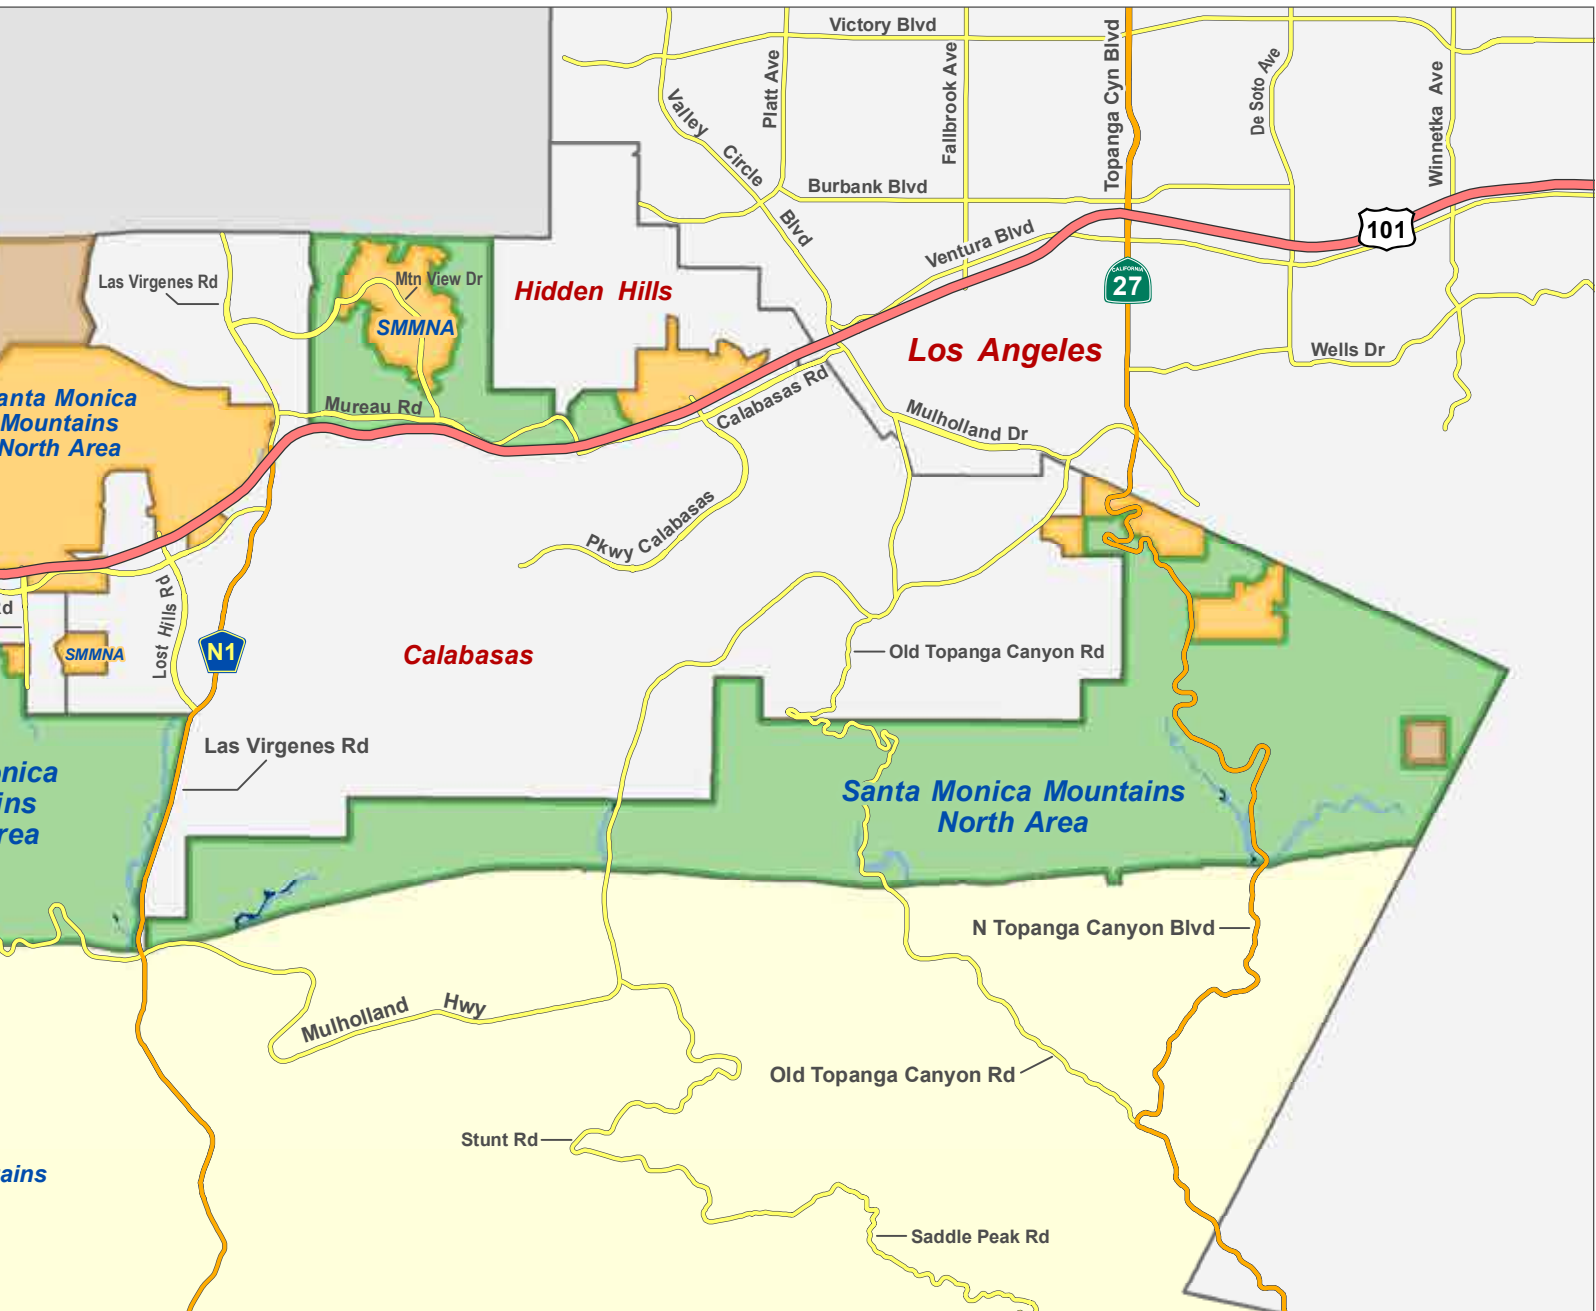 Victory Blvd
Platt Ave
Fallbrook Ave
Topanga Cyn Blvd
De Soto Ave
Winnetka Ave
Valley Circle Blvd
Burbank Blvd
Ventura Blvd
101
CALIFORNIA
27
Las Virgenes Rd
Mtn View Dr
SMMNA
Hidden Hills
Los Angeles
Wells Dr
anta Monica
Mountains
North Area
Mureau Rd
Calabasas Rd
Mulholland Dr
Pkwy Calabasas
Lost Hills Rd
d
SMMNA
N1
Calabasas
Old Topanga Canyon Rd
Las Virgenes Rd
nica
ins
rea
Santa Monica Mountains
North Area
N Topanga Canyon Blvd
Mulholland Hwy
Old Topanga Canyon Rd
Stunt Rd
ains
Saddle Peak Rd